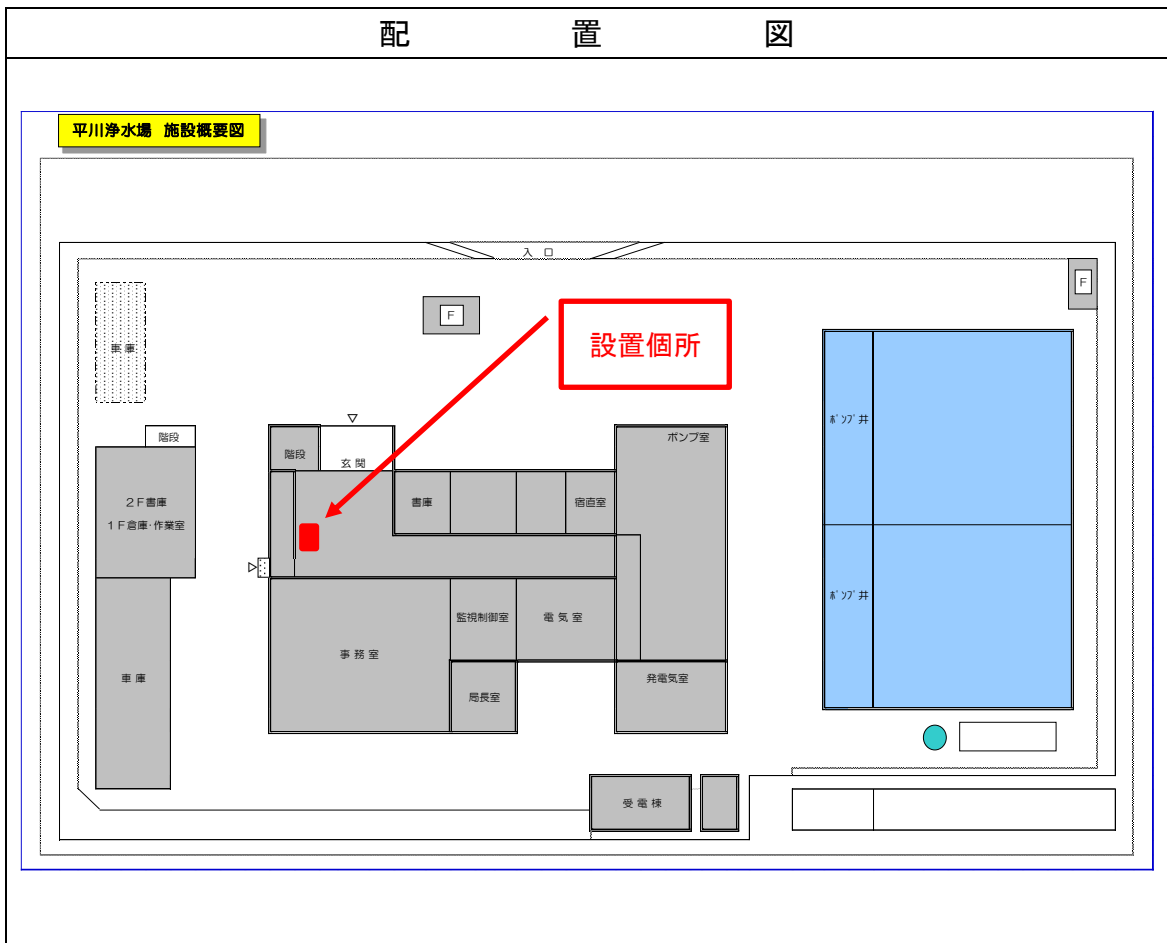 配置図
平川浄水場 施設概要図
入口
F
F
設置個所
車庫
ポンプ井
階段
階段
玄関
ポンプ室
2F書庫
1F倉庫・作業室
書庫
宿直室
ポンプ井
監視制御室
電気室
事務室
車庫
局長室
発電気室
受電棟